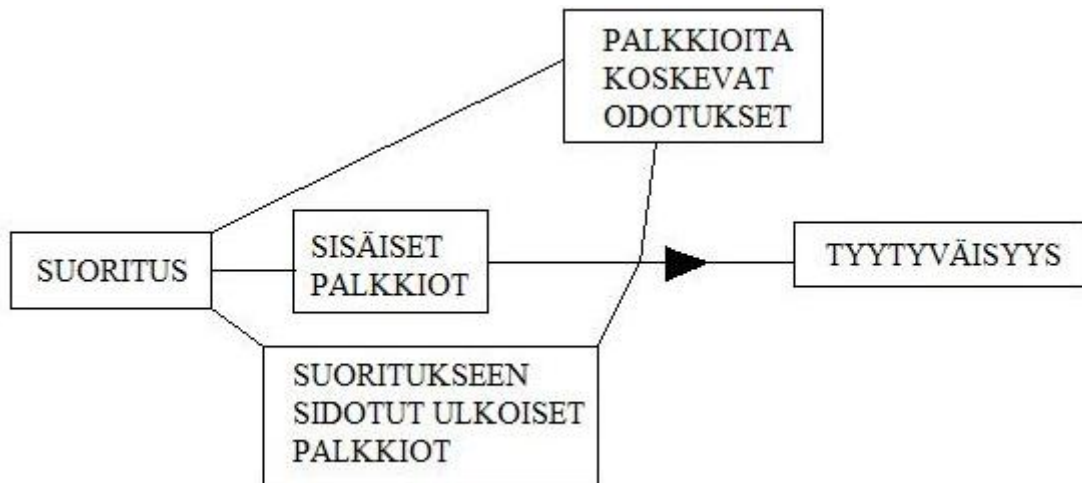 PALKKIOITA
KOSKEVAT
ODOTUKSET
SUORITUS
SISÄISET
PALKKIOT
TYYTYVÄISYYS
SUORITUKSEEN
SIDOTUT ULKOISET
PALKKIOT